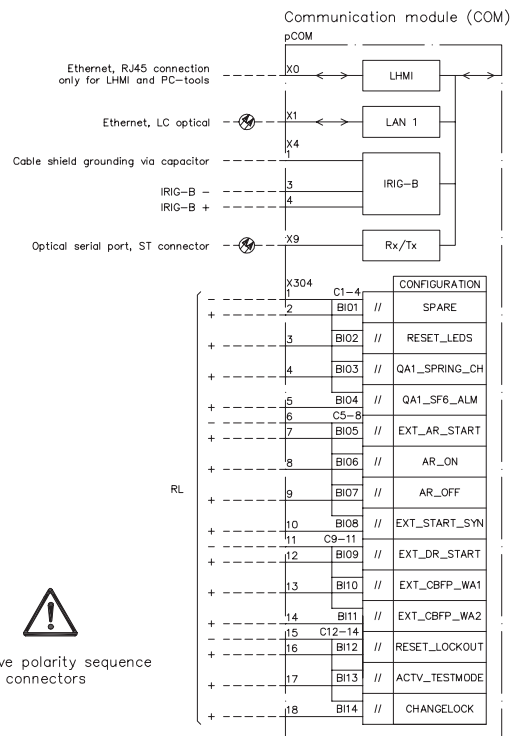 Communication module (COM)
pCOM
Ethernet, RJ45 connection
only for LHMI and PC-tools
X0
LHMI
Ethernet, LC optical
X1
LAN 1
X4
Cable shield grounding via capacitor
1
IRIG-B -
3
IRIG-B +
4
IRIG-B
Optical serial port, ST connector
X9
Rx/Tx
X304
CONFIGURATION
- 1 C1-4
+ 2 BI01 // SPARE
+ 3 BI02 // RESET_LEDS
+ 4 BI03 // QA1_SPRING_CH
+ 5 BI04 // QA1_SF6_ALM
- 6 C5-8
+ 7 BI05 // EXT_AR_START
+ 8 BI06 // AR_ON
RL
+ 9 BI07 // AR_OFF
+ 10 BI08 // EXT_START_SYN
- 11 C9-11
+ 12 BI09 // EXT_DR_START
+ 13 BI10 // EXT_CBFP_WA1
+ 14 BI11 // EXT_CBFP_WA2
- 15 C12-14
+ 16 BI12 // RESET_LOCKOUT
+ 17 BI13 // ACTV_TESTMODE
+ 18 BI14 // CHANGELOCK
!
ve polarity sequence
connectors